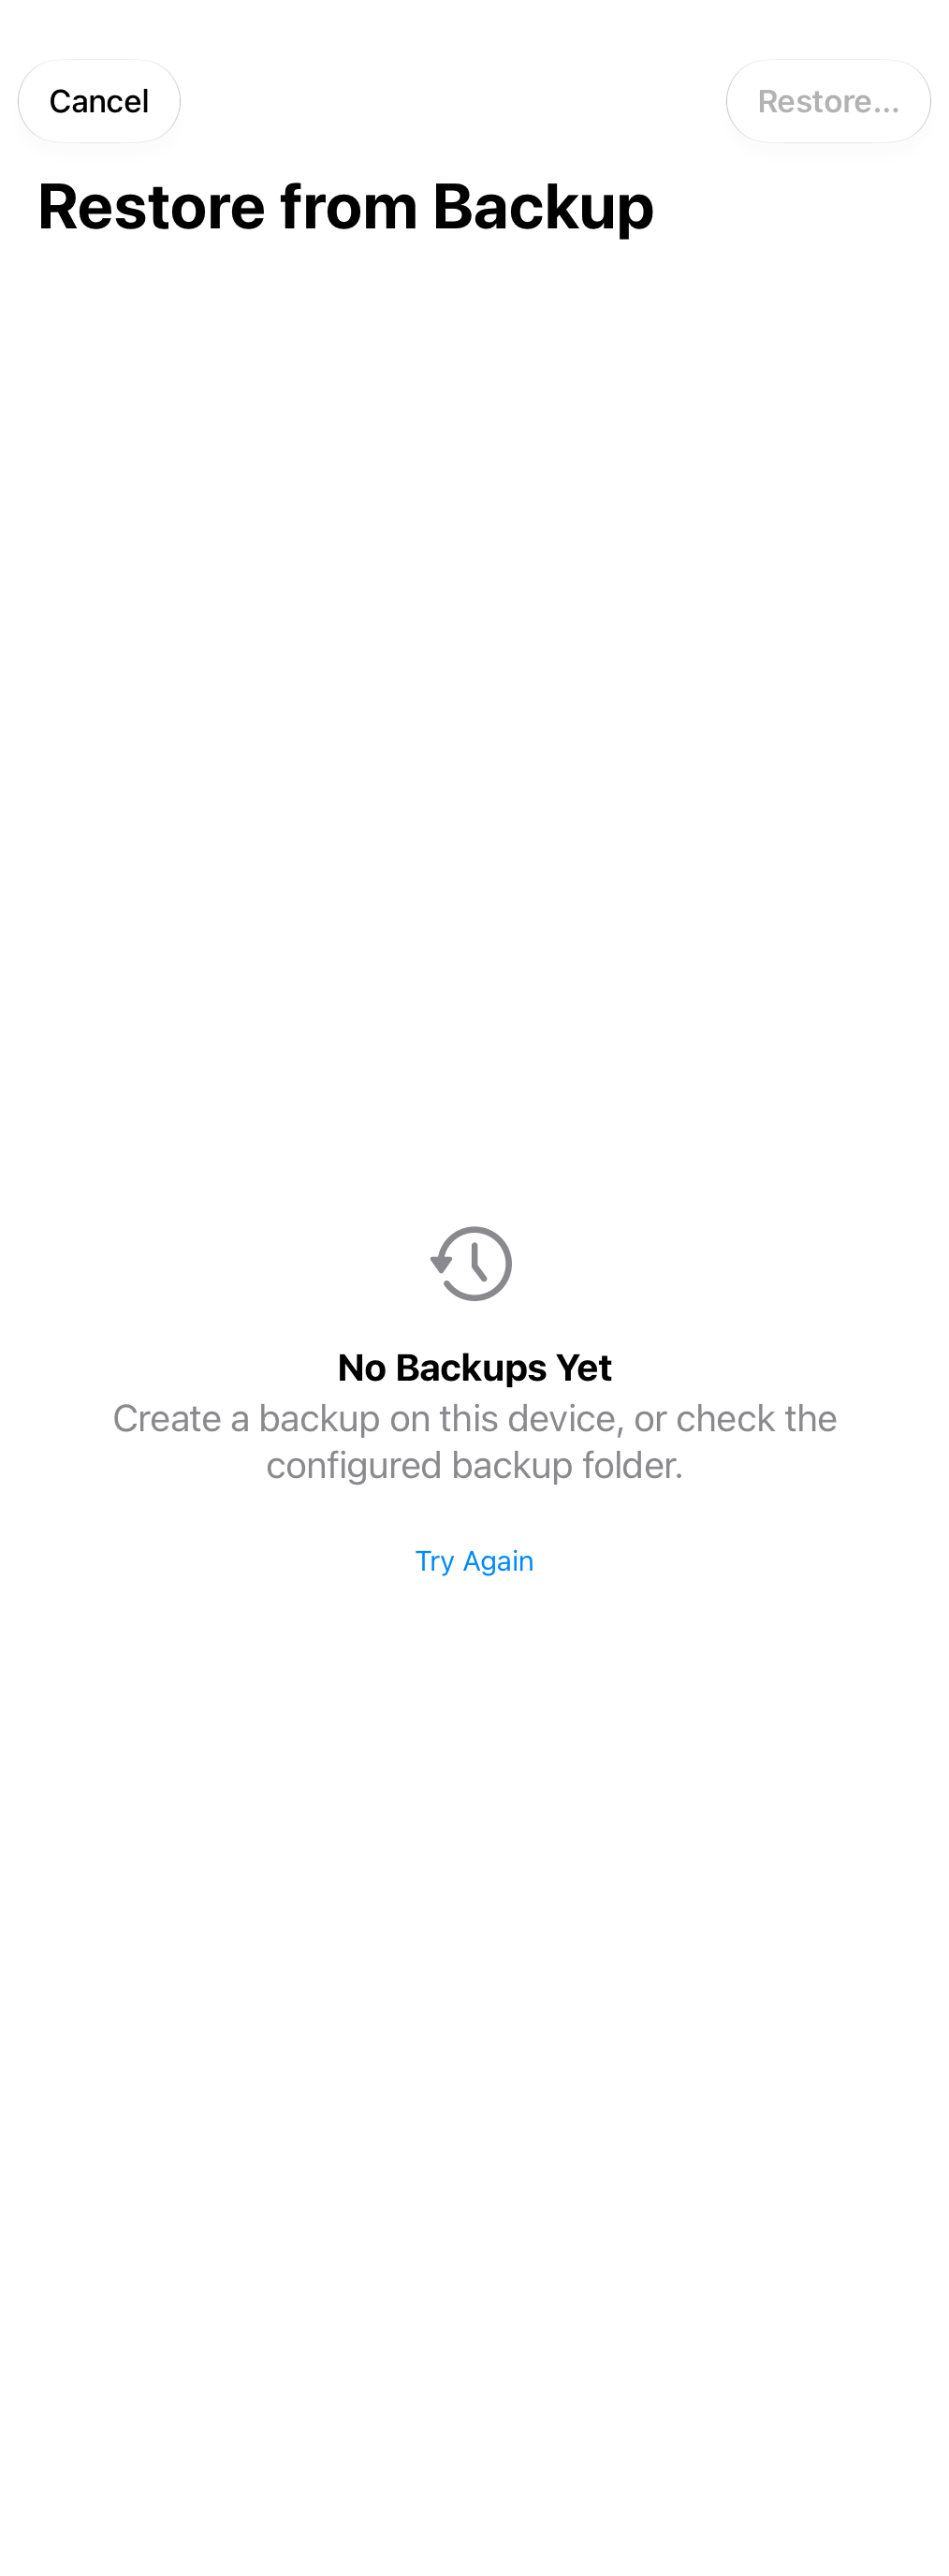 Cancel
Restore...
Restore from Backup
No Backups Yet
Create a backup on this device, or check the
configured backup folder.
Try Again